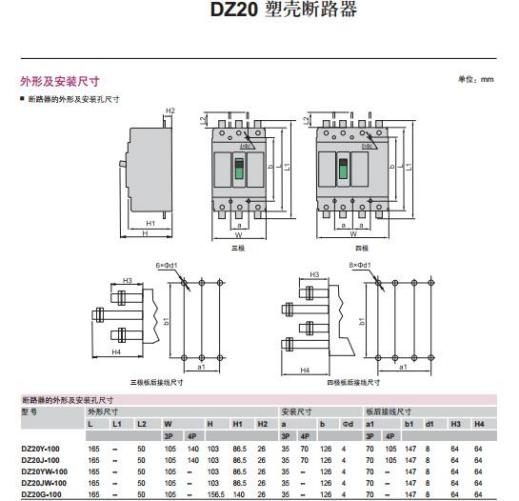 DZ20 塑壳断路器
外形及安装尺寸
单位：mm
■ 断路器的外形及安装孔尺寸
H2
L2
L2
b
L
L1
b
L
L1
H1
H
a
W
a
a
W
三极
四极
6×Φd1
8×Φd1
H3
H3
b1
b1
H4
H4
a1
a1
三极板后接线尺寸
四极板后接线尺寸
断路器的外形及安装孔尺寸
型 号 外形尺寸 安装尺寸 板后接线尺寸
L L1 L2 W H H1 H2 a b Φd a1 b1 d1 H3 H4
3P 4P 3P 4P 3P 4P
DZ20Y-100 165 – 50 105 140 103 86.5 26 35 70 126 4 70 105 147 8 64 64
DZ20J-100 165 – 50 105 140 103 86.5 26 35 70 126 4 70 105 147 8 64 64
DZ20YW-100 165 – 50 105 – 103 86.5 26 35 – 126 4 70 – 147 8 64 64
DZ20JW-100 165 – 50 105 – 103 86.5 26 35 – 126 4 70 – 147 8 64 64
DZ20G-100 165 – 50 105 – 156.5 140 26 35 – 126 4 70 – 147 8 64 64